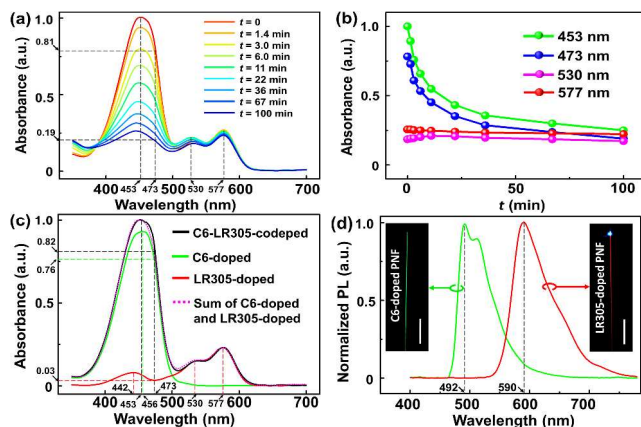 (a)
Absorbance (a.u.)
1.0
0.81
0.5
0.19
0
t = 0
t = 1.4 min
t = 3.0 min
t = 6.0 min
t = 11 min
t = 22 min
t = 36 min
t = 67 min
t = 100 min
400 500 600 700
453 473 530 577
Wavelength (nm)
(b)
Absorbance (a.u.)
1.0
0.5
0.0
453 nm
473 nm
530 nm
577 nm
0 50 100
t (min)
(c)
Absorbance (a.u.)
1.0
0.82
0.76
0.5
0.03
0
C6-LR305-codeped
C6-doped
LR305-doped
Sum of C6-doped
and LR305-doped
442
453 456 473 530 577
400 500 600 700
Wavelength (nm)
(d)
Normalized PL (a.u.)
1.0
0.5
0.0
C6-doped PNF
LR305-doped PNF
400 500 600 700
492 590
Wavelength (nm)